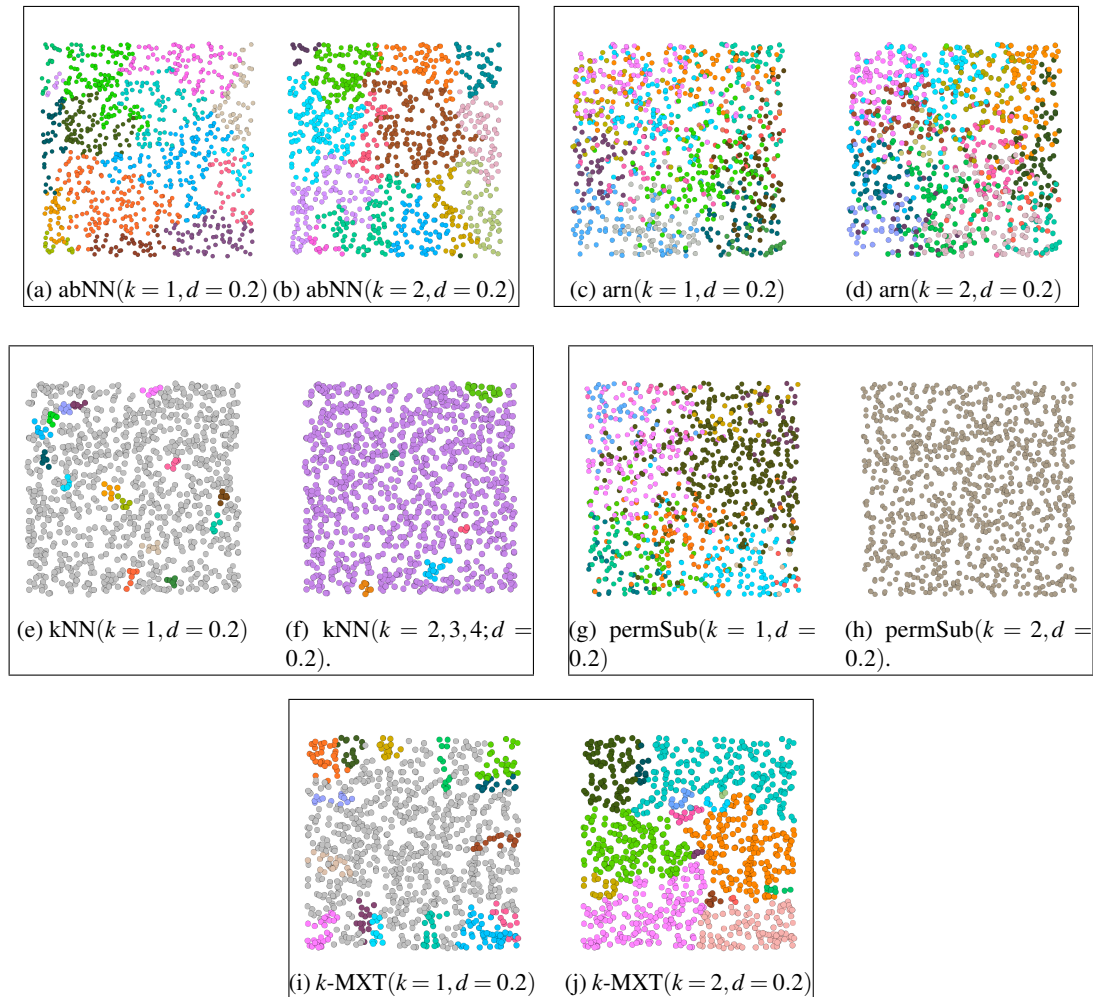 (a) abNN(k = 1, d = 0.2)
(b) abNN(k = 2, d = 0.2)
(c) arn(k = 1, d = 0.2)
(d) arn(k = 2, d = 0.2)
(e) kNN(k = 1, d = 0.2)
(f) kNN(k = 2,3,4; d =
0.2).
(g) permSub(k = 1, d =
0.2)
(h) permSub(k = 2, d =
0.2).
(i) k-MXT(k = 1, d = 0.2)
(j) k-MXT(k = 2, d = 0.2)